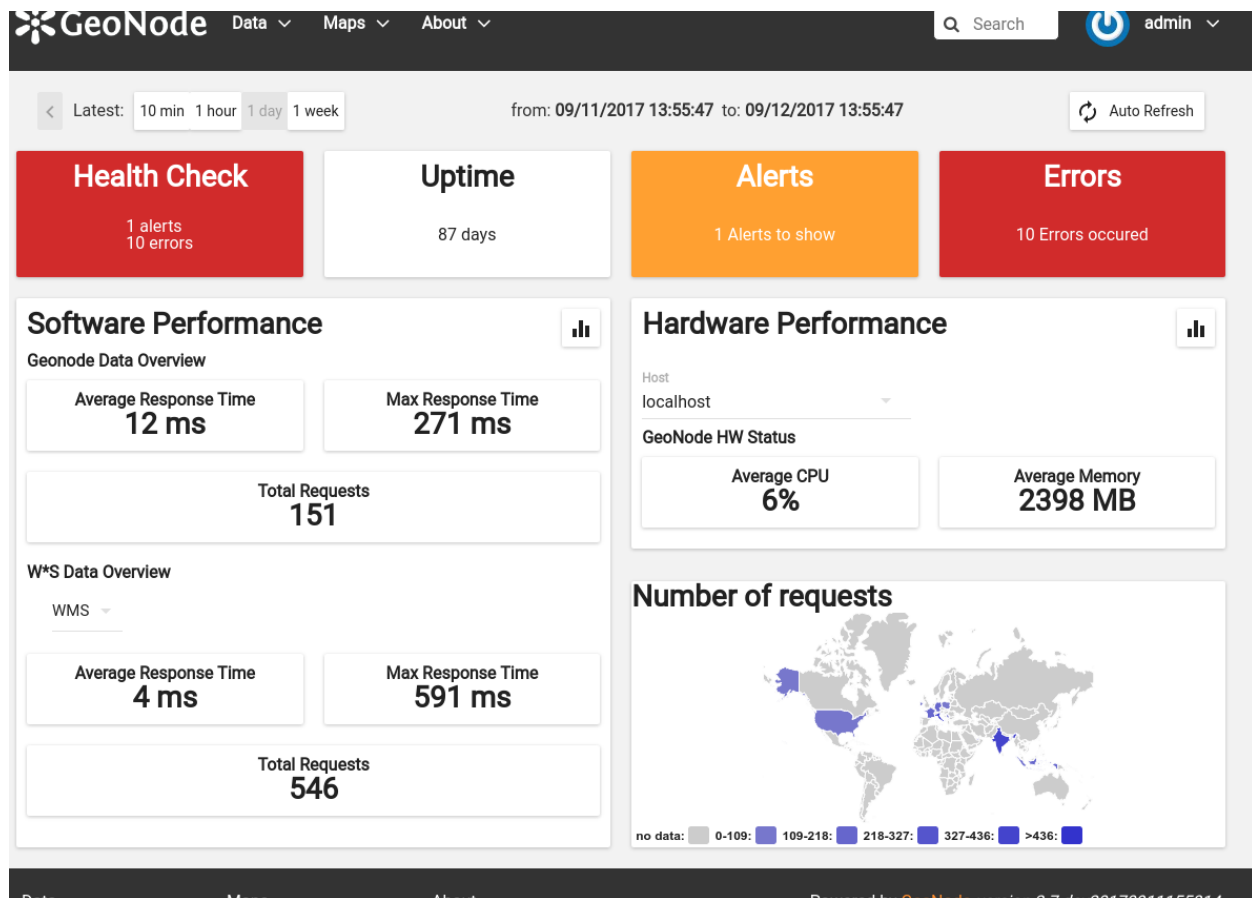 GeoNode Data Maps About Search admin
Latest: 10 min 1 hour 1 day 1 week from: 09/11/2017 13:55:47 to: 09/12/2017 13:55:47 Auto Refresh
Health Check
1 alerts
10 errors
Uptime
87 days
Alerts
1 Alerts to show
Errors
10 Errors occured
Software Performance
Geonode Data Overview
Average Response Time
12 ms
Max Response Time
271 ms
Total Requests
151
W*S Data Overview
WMS
Average Response Time
4 ms
Max Response Time
591 ms
Total Requests
546
Hardware Performance
Host
localhost
GeoNode HW Status
Average CPU
6%
Average Memory
2398 MB
Number of requests
no data: 0-109: 109-218: 218-327: 327-436: >436: